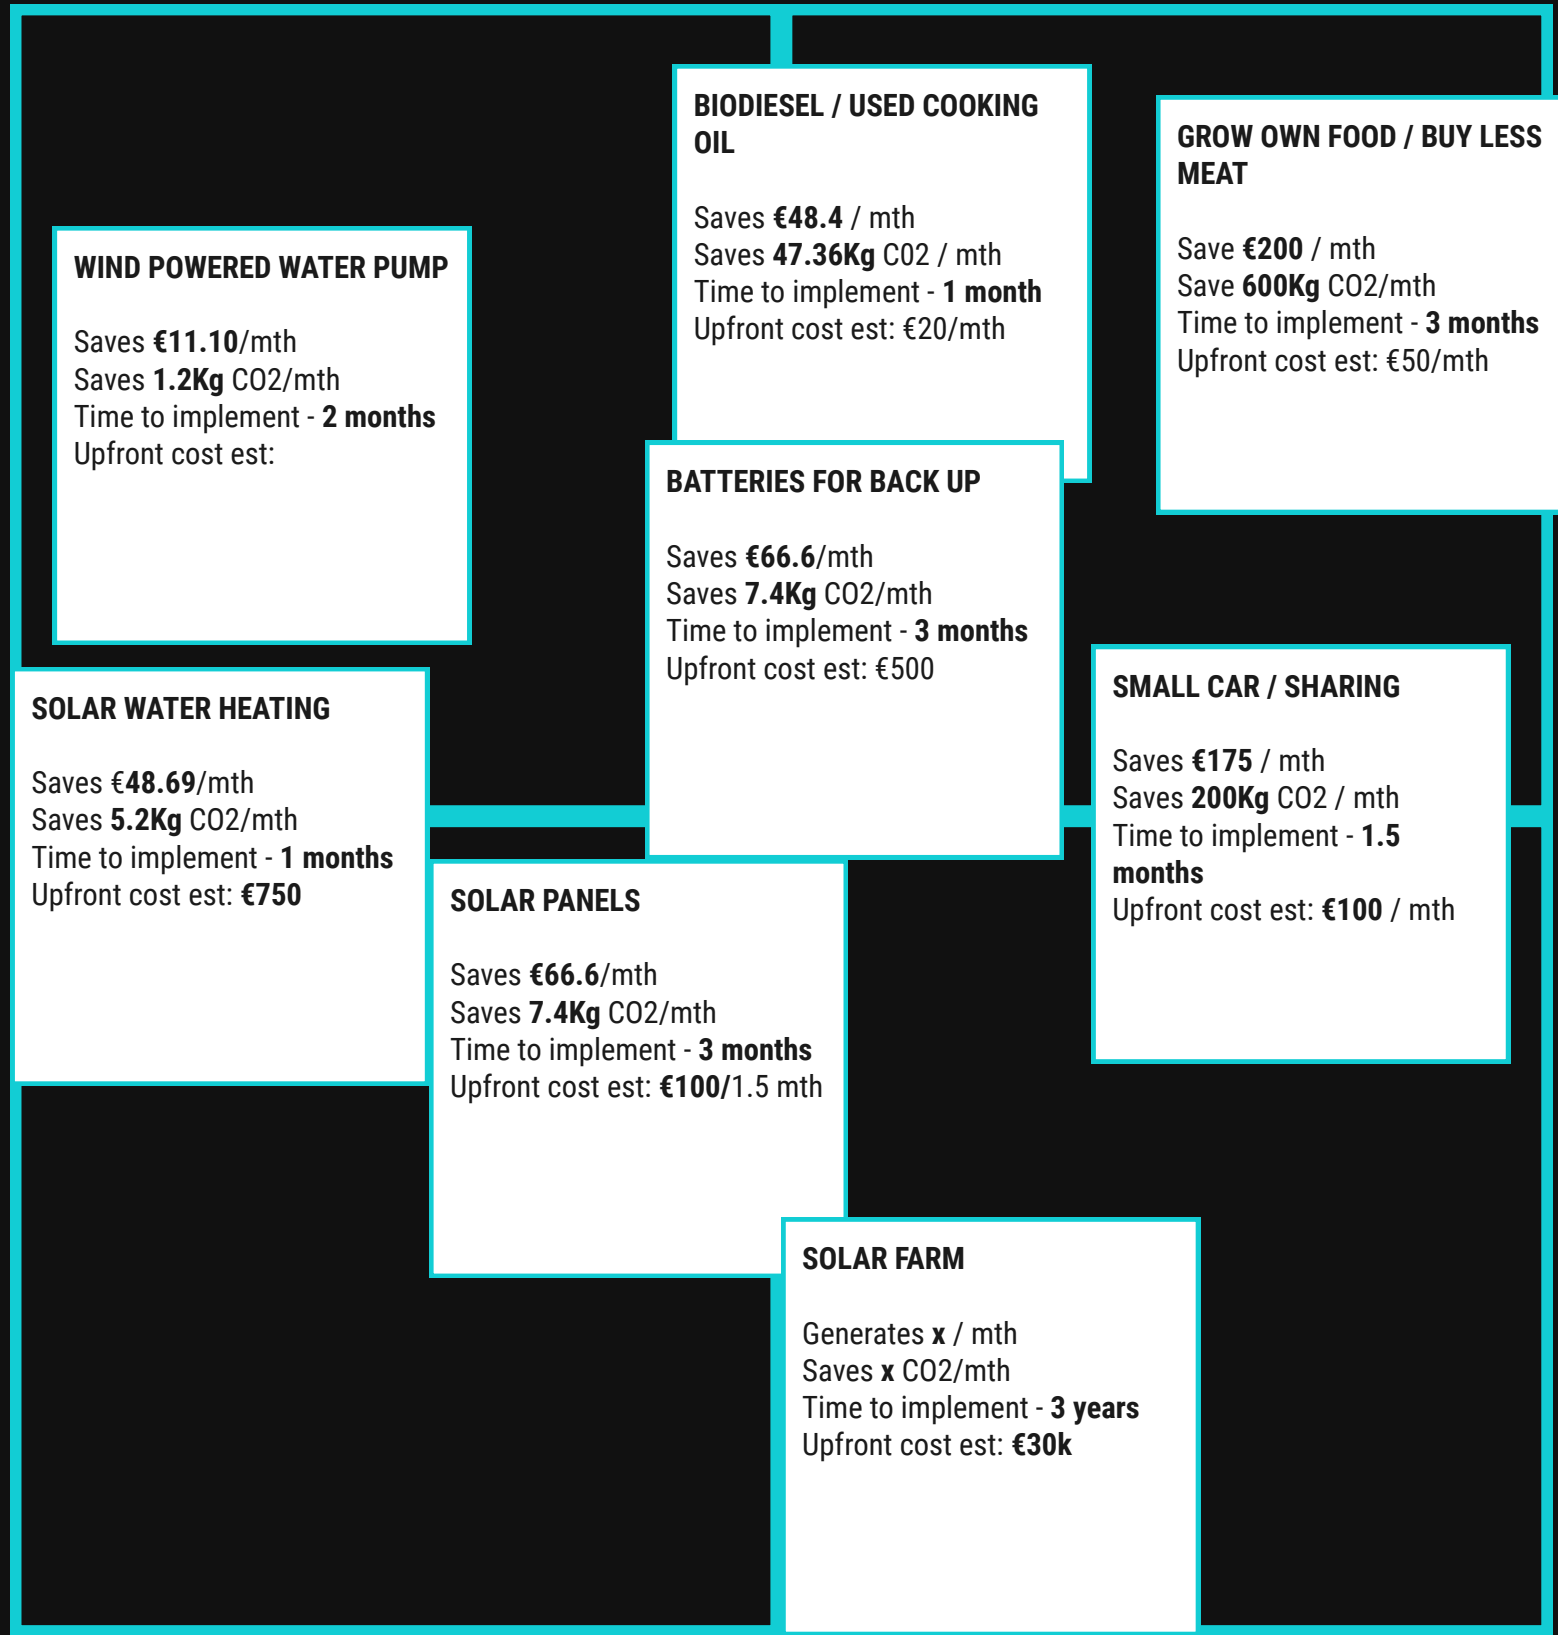 BIODIESEL / USED COOKING
OIL
Saves €48.4 / mth
Saves 47.36Kg C02 / mth
Time to implement - 1 month
Upfront cost est: €20/mth
GROW OWN FOOD / BUY LESS
MEAT
Save €200 / mth
Save 600Kg CO2/mth
Time to implement - 3 months
Upfront cost est: €50/mth
WIND POWERED WATER PUMP
Saves €11.10/mth
Saves 1.2Kg CO2/mth
Time to implement - 2 months
Upfront cost est:
BATTERIES FOR BACK UP
Saves €66.6/mth
Saves 7.4Kg CO2/mth
Time to implement - 3 months
Upfront cost est: €500
SMALL CAR / SHARING
Saves €175 / mth
Saves 200Kg CO2 / mth
Time to implement - 1.5
months
Upfront cost est: €100 / mth
SOLAR WATER HEATING
Saves €48.69/mth
Saves 5.2Kg CO2/mth
Time to implement - 1 months
Upfront cost est: €750
SOLAR PANELS
Saves €66.6/mth
Saves 7.4Kg CO2/mth
Time to implement - 3 months
Upfront cost est: €100/1.5 mth
SOLAR FARM
Generates x / mth
Saves x CO2/mth
Time to implement - 3 years
Upfront cost est: €30k